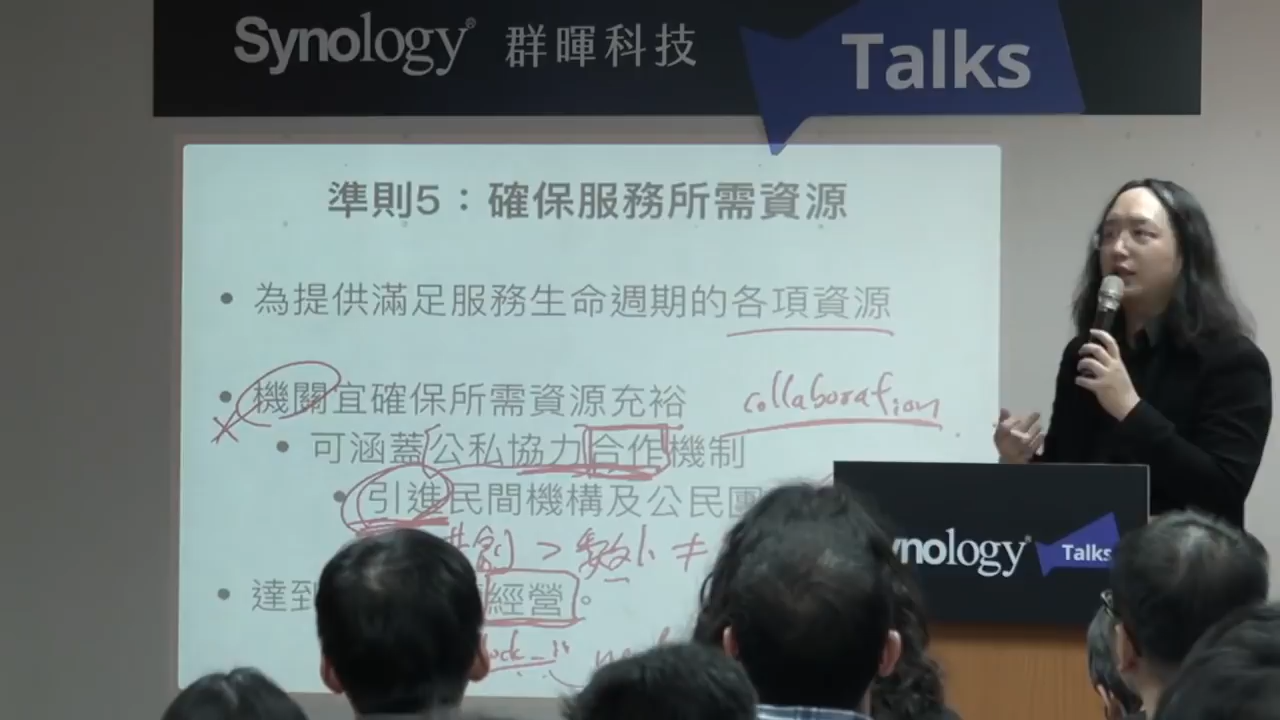 Synology® 群暉科技 Talks
準則5：確保服務所需資源
• 為提供滿足服務生命週期的各項資源
• 機關宜確保所需資源充裕
collaboration
• 可涵蓋公私協力合作機制
• 引進民間機構及公民團
共創 > 數 ≠
• 達到 經營。
ynology® Talks